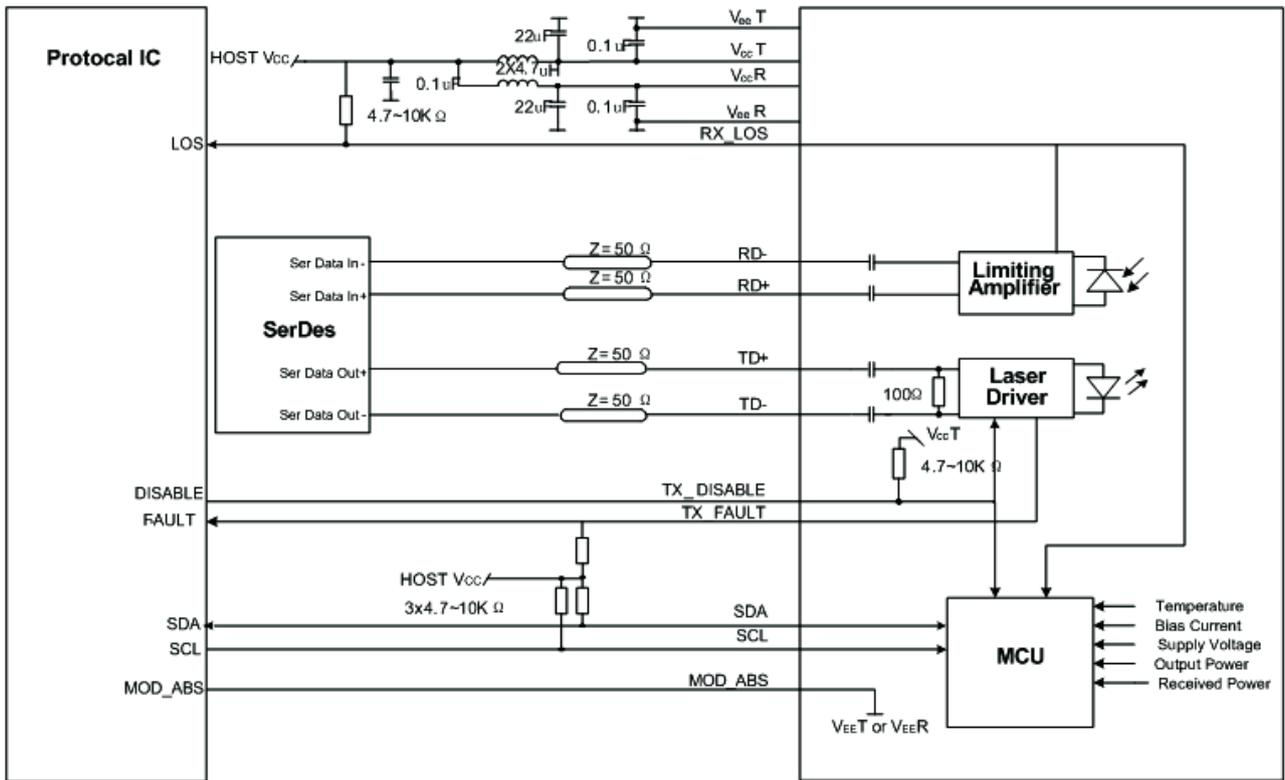 Protocal IC
HOST Vcc
22uF
0.1uF
VeeT
VccT
2X4.7uH
VccR
0.1uF
4.7~10K Ω
22uF
0.1uF
VeeR
RX_LOS
LOS
Z=50 Ω
RD-
Ser Data In-
Z=50 Ω
RD+
Ser Data In+
Limiting
Amplifier
SerDes
Z=50 Ω
TD+
Ser Data Out+
Laser
Driver
100Ω
Z=50 Ω
TD-
Ser Data Out-
VccT
4.7~10K Ω
DISABLE
TX_DISABLE
FAULT
TX_FAULT
HOST Vcc
3x4.7~10K Ω
SDA
SDA
SCL
SCL
MCU
Temperature
Bias Current
Supply Voltage
Output Power
Received Power
MOD_ABS
MOD_ABS
VEET or VEER